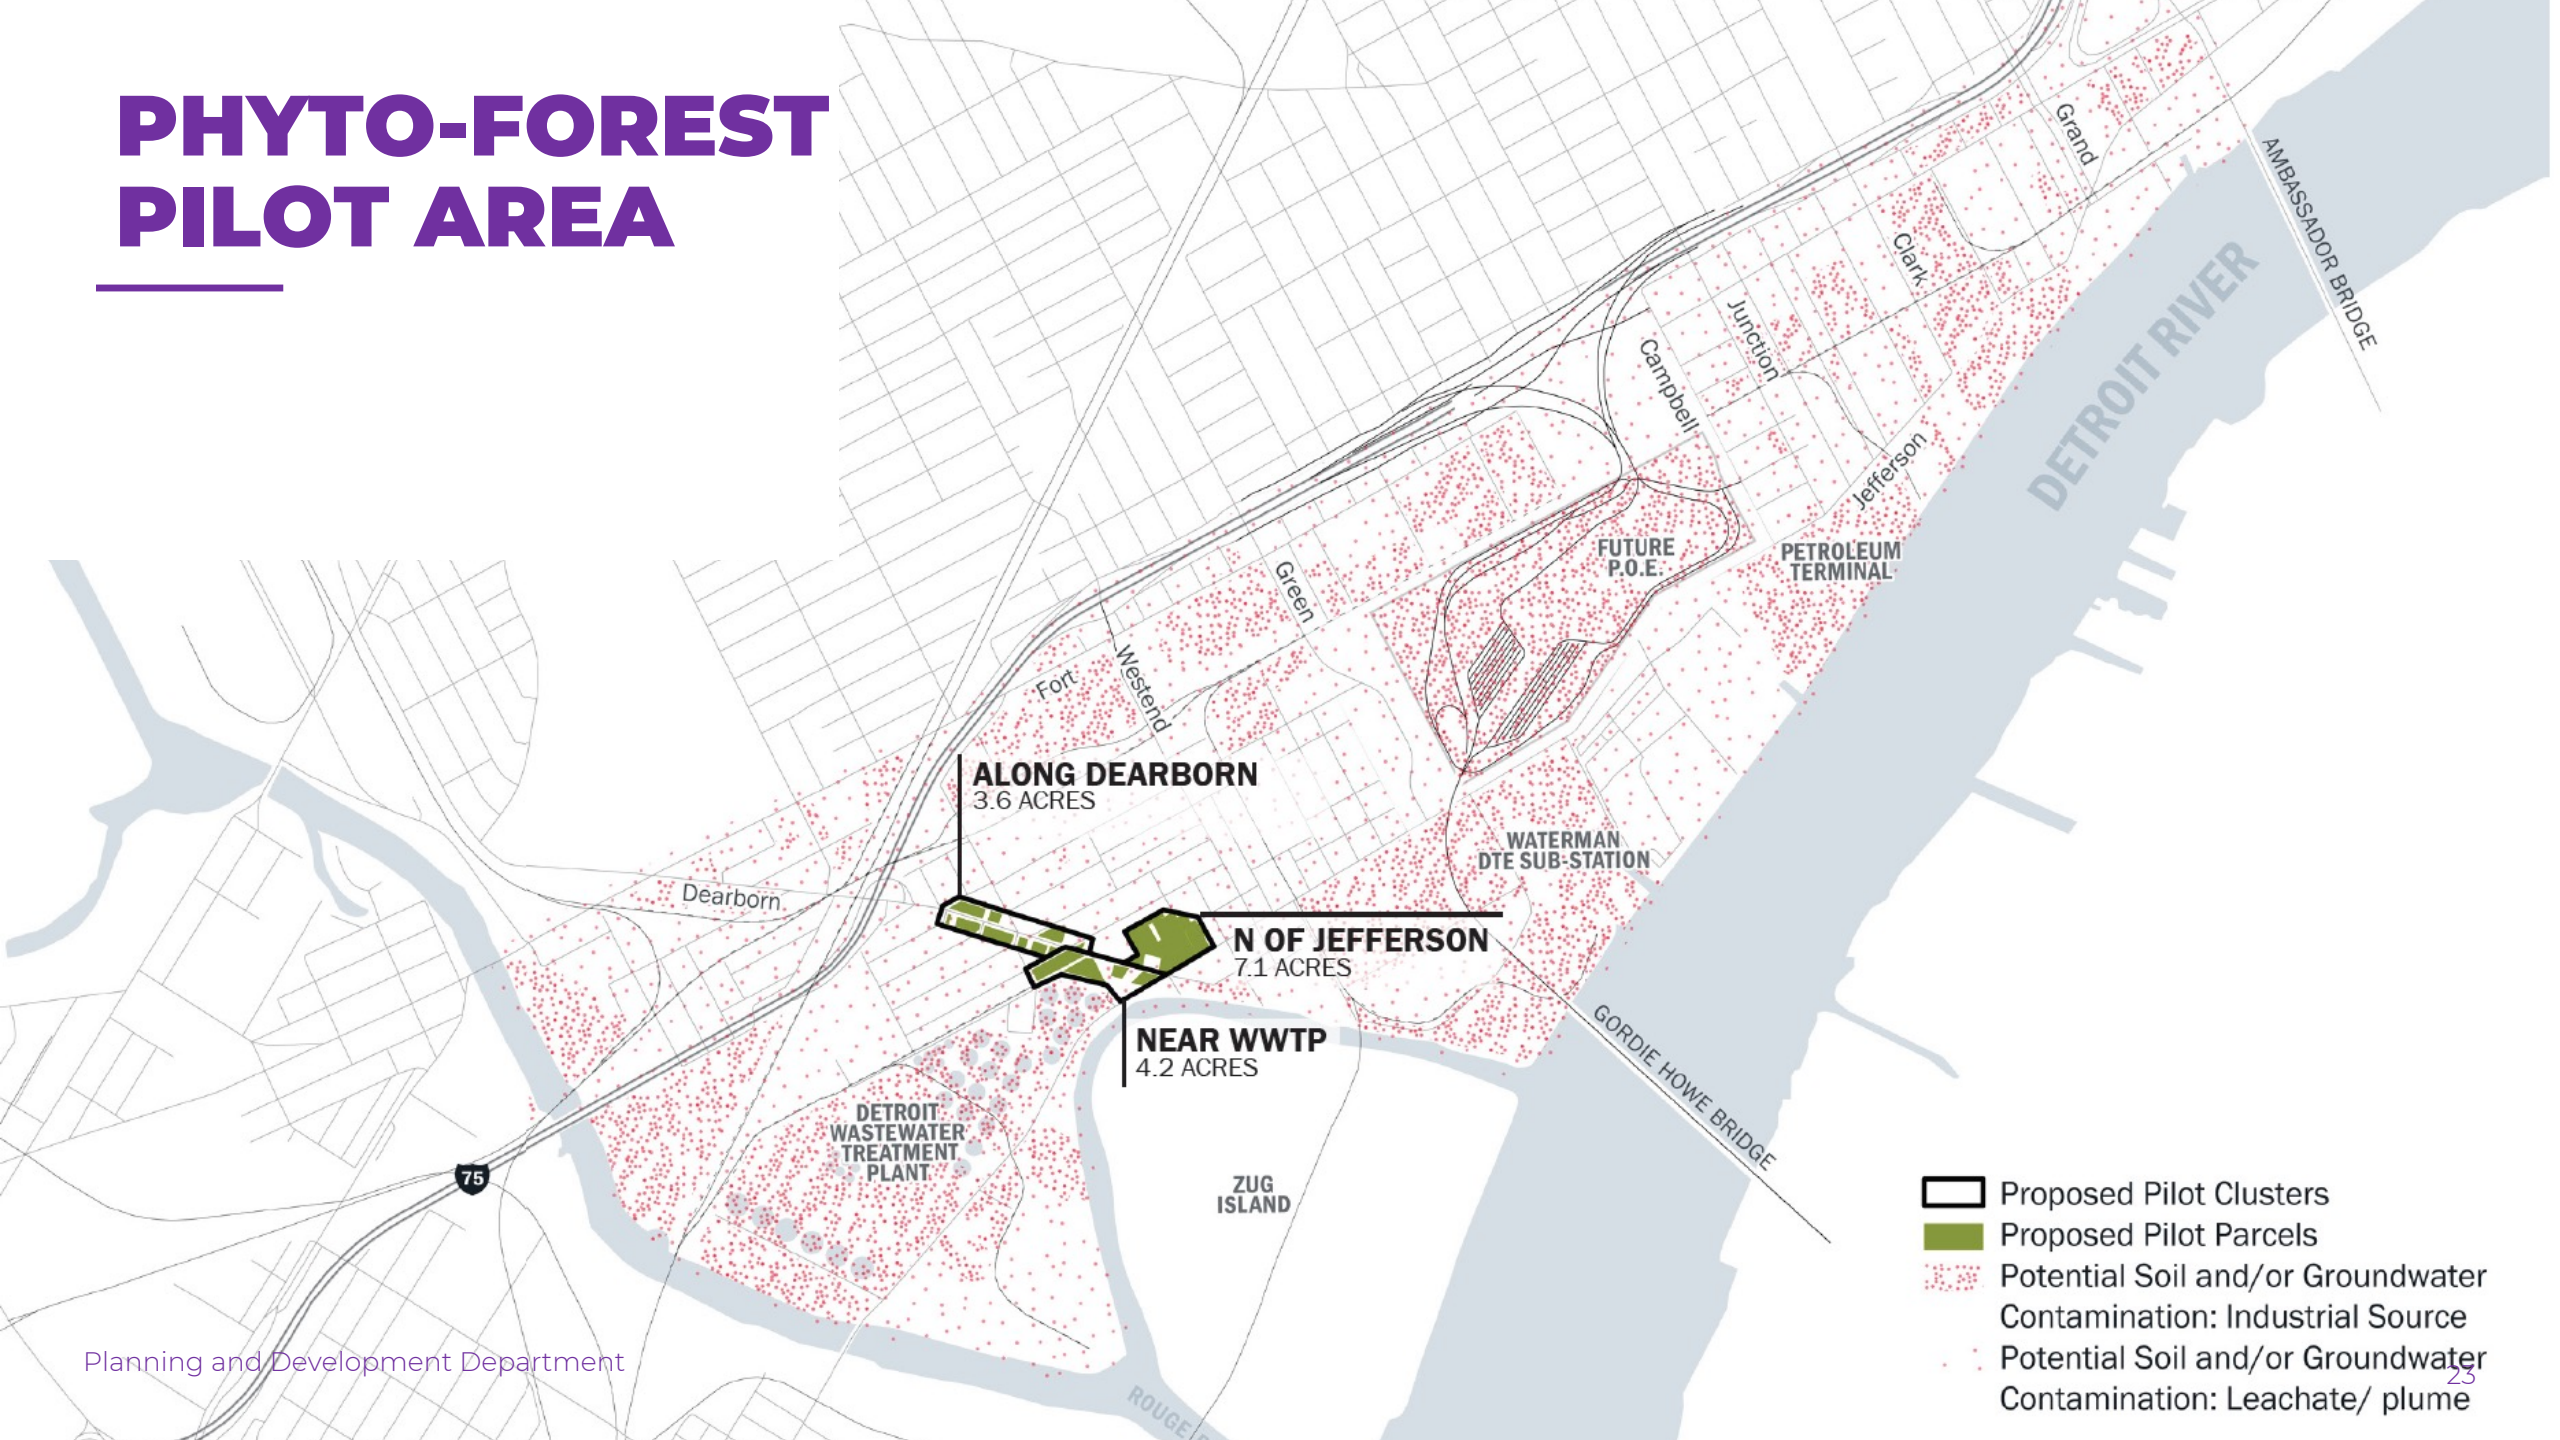 PHYTO-FOREST
PILOT AREA
Grand
AMBASSADOR BRIDGE
Clark
DETROIT RIVER
Junction
Campbell
Jefferson
FUTURE
P.O.E.
PETROLEUM
TERMINAL
Green
Westend
Fort
ALONG DEARBORN
3.6 ACRES
WATERMAN
DTE SUB-STATION
Dearborn
N OF JEFFERSON
7.1 ACRES
GORDIE HOWE BRIDGE
NEAR WWTP
4.2 ACRES
DETROIT
WASTEWATER
TREATMENT
PLANT
75
ZUG
ISLAND
Proposed Pilot Clusters
Proposed Pilot Parcels
Potential Soil and/or Groundwater
Contamination: Industrial Source
Potential Soil and/or Groundwater
Contamination: Leachate/ plume
Planning and Development Department
23
ROUGE